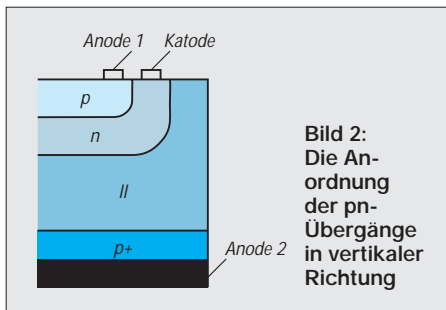 Anode 1
Katode
p
n
II
p+
Anode 2
Bild 2:
Die An-
ordnung
der pn-
Übergänge
in vertikaler
Richtung